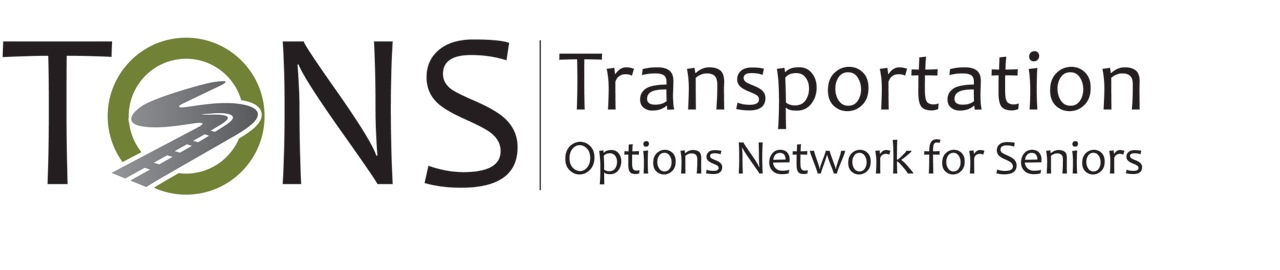 TONS
Transportation
Options Network for Seniors